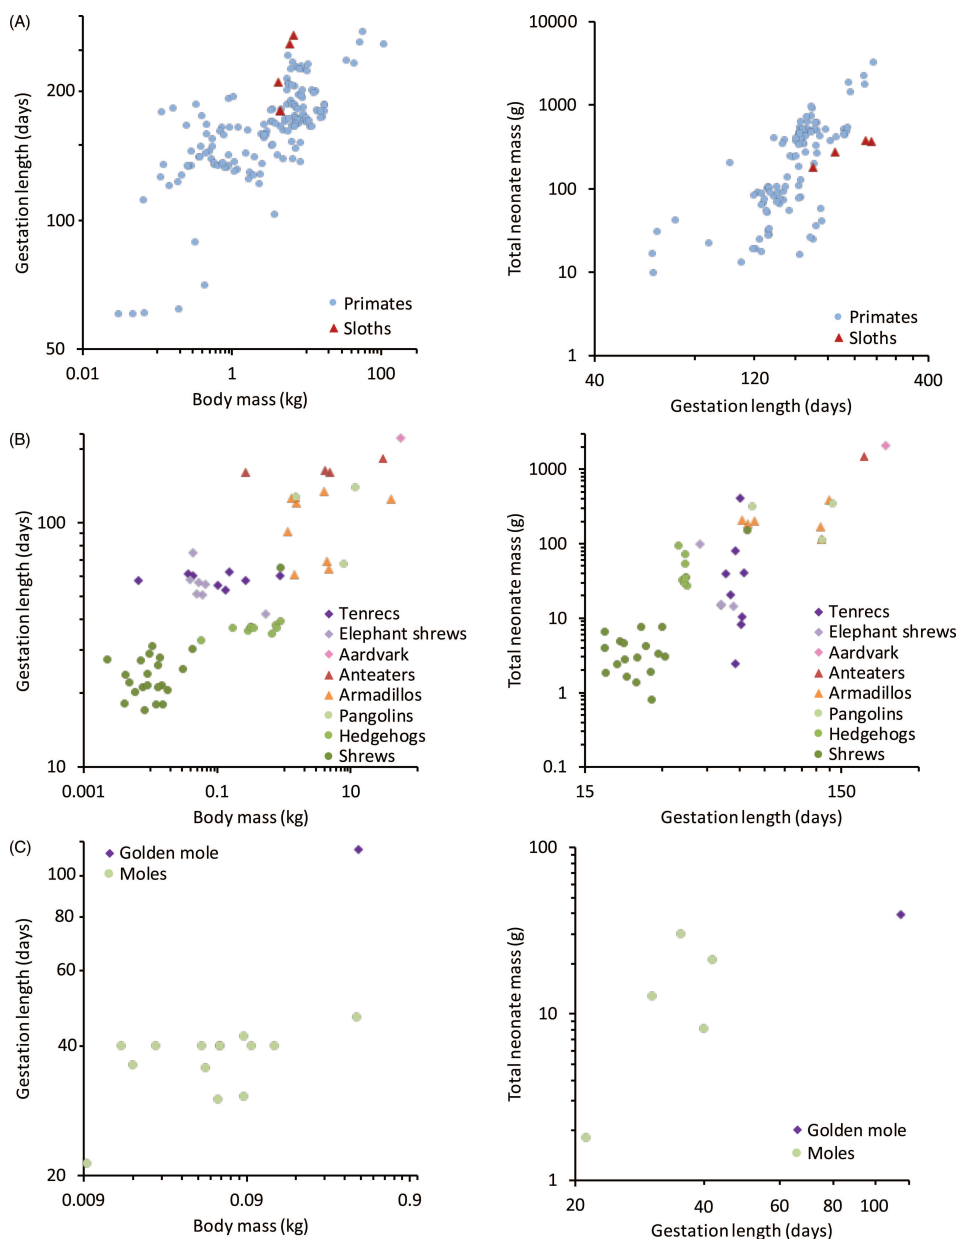 (A)
Gestation length (days)
200
100
50
0.01
1
100
Body mass (kg)
Primates
Sloths
Total neonate mass (g)
10000
1000
100
10
1
40
120
400
Gestation length (days)
Primates
Sloths
(B)
Gestation length (days)
100
10
0.001
0.1
10
Body mass (kg)
Tenrecs
Elephant shrews
Aardvark
Anteaters
Armadillos
Pangolins
Hedgehogs
Shrews
Total neonate mass (g)
1000
100
10
1
0.1
15
150
Gestation length (days)
Tenrecs
Elephant shrews
Aardvark
Anteaters
Armadillos
Pangolins
Hedgehogs
Shrews
(C)
Gestation length (days)
100
80
60
40
20
0.009
0.09
0.9
Body mass (kg)
Golden mole
Moles
Total neonate mass (g)
100
10
1
20
40
60
80
100
Gestation length (days)
Golden mole
Moles